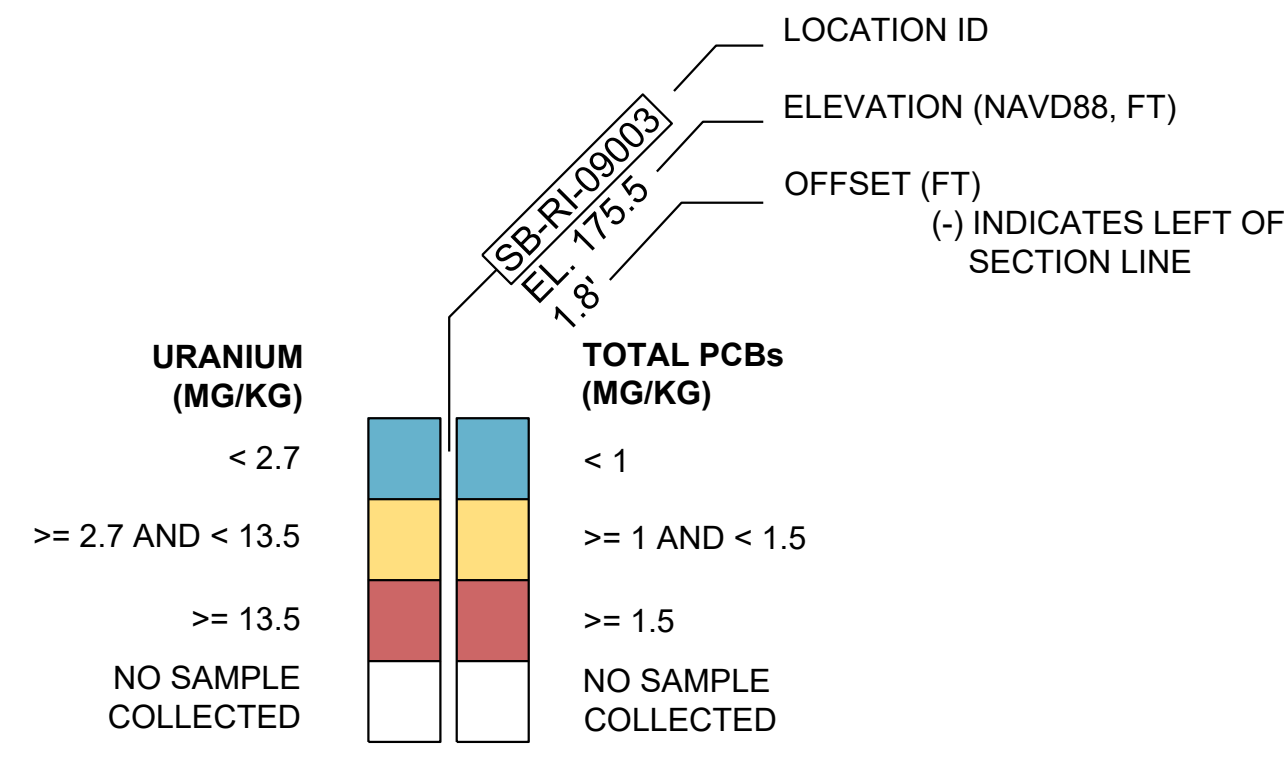 LOCATION ID
ELEVATION (NAVD88, FT)
OFFSET (FT)
(-) INDICATES LEFT OF
SECTION LINE
SB-RI-09003
EL. 175.5
1.8'
URANIUM
(MG/KG)
TOTAL PCBs
(MG/KG)
< 2.7
< 1
>= 2.7 AND < 13.5
>= 1 AND < 1.5
>= 13.5
>= 1.5
NO SAMPLE
COLLECTED
NO SAMPLE
COLLECTED